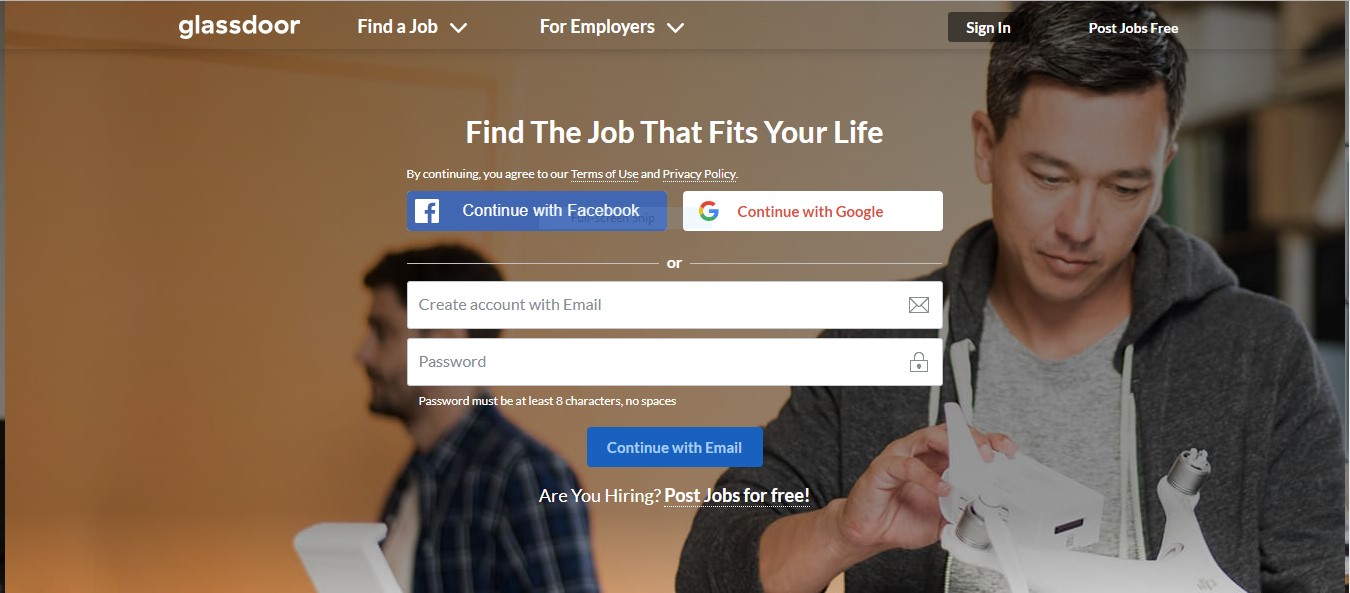 glassdoor Find a Job For Employers Sign In Post Jobs Free
Find The Job That Fits Your Life
By continuing, you agree to our Terms of Use and Privacy Policy.
Continue with Facebook Continue with Google
Full-screen Snip
or
Create account with Email
Password
Password must be at least 8 characters, no spaces
Continue with Email
Are You Hiring? Post Jobs for free!